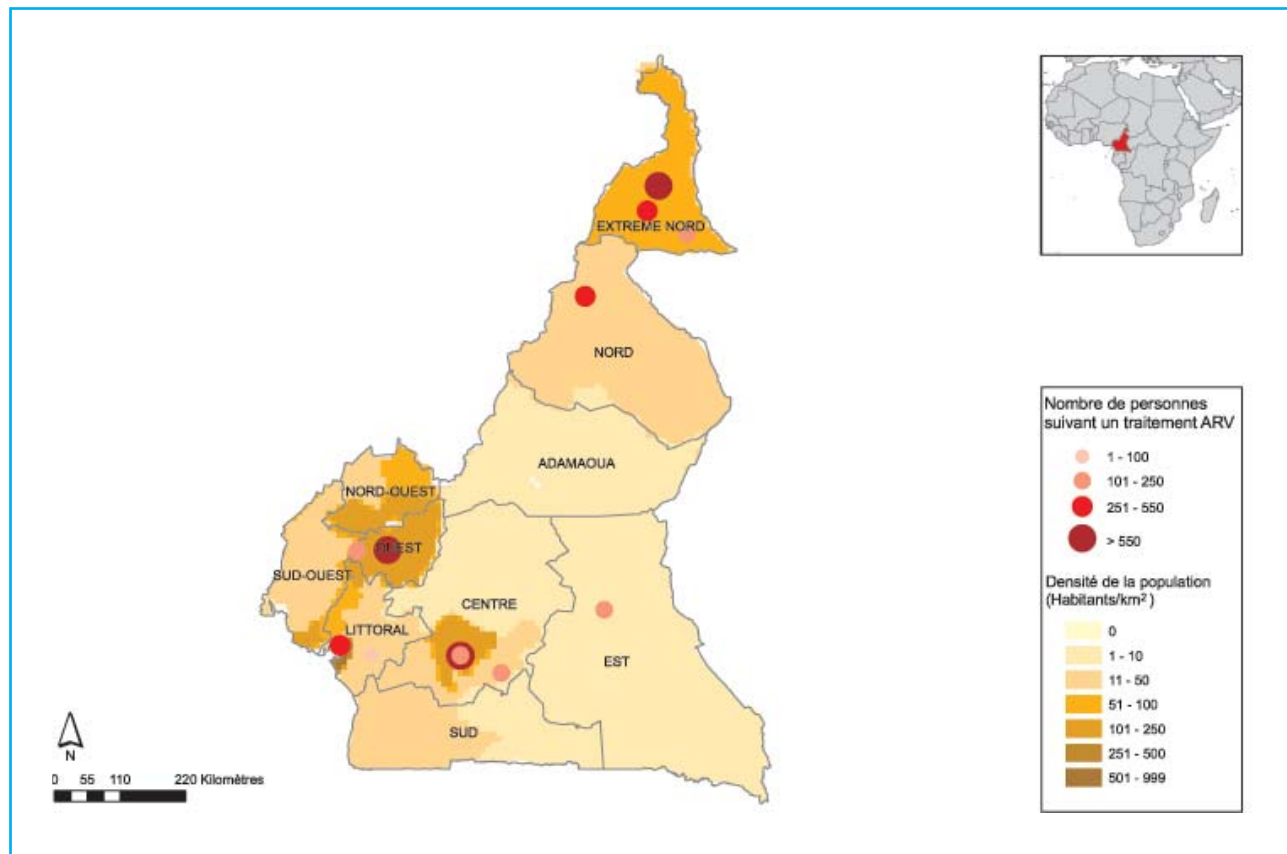 EXTREME NORD
NORD
ADAMAOUA
NORD-OUEST
OUEST
SUD-OUEST
CENTRE
LITTORAL
EST
SUD
N
0 55 110 220 Kilomètres
Nombre de personnes
suivant un traitement ARV
1 - 100
101 - 250
251 - 550
> 550
Densité de la population
(Habitants/km²)
0
1 - 10
11 - 50
51 - 100
101 - 250
251 - 500
501 - 999